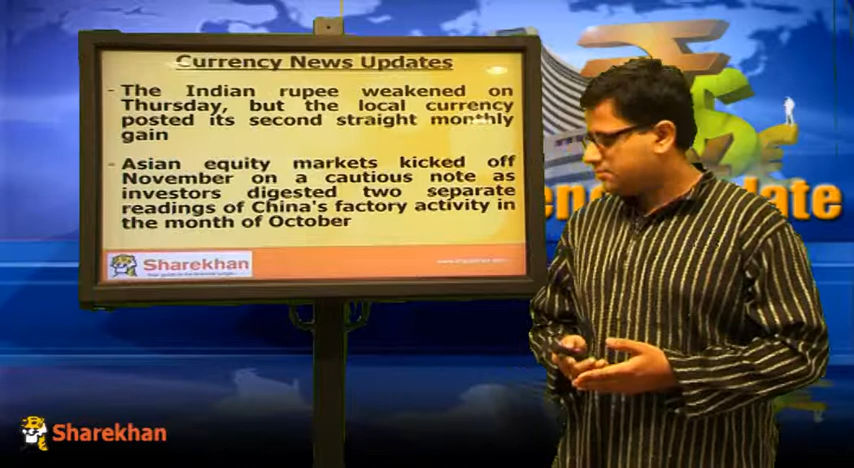 Currency News Updates
- The Indian rupee weakened on
Thursday, but the local currency
posted its second straight monthly
gain
- Asian equity markets kicked off
November on a cautious note as
investors digested two separate
readings of China's factory activity in
the month of October
SHAREKHAN
date
Sharekhan